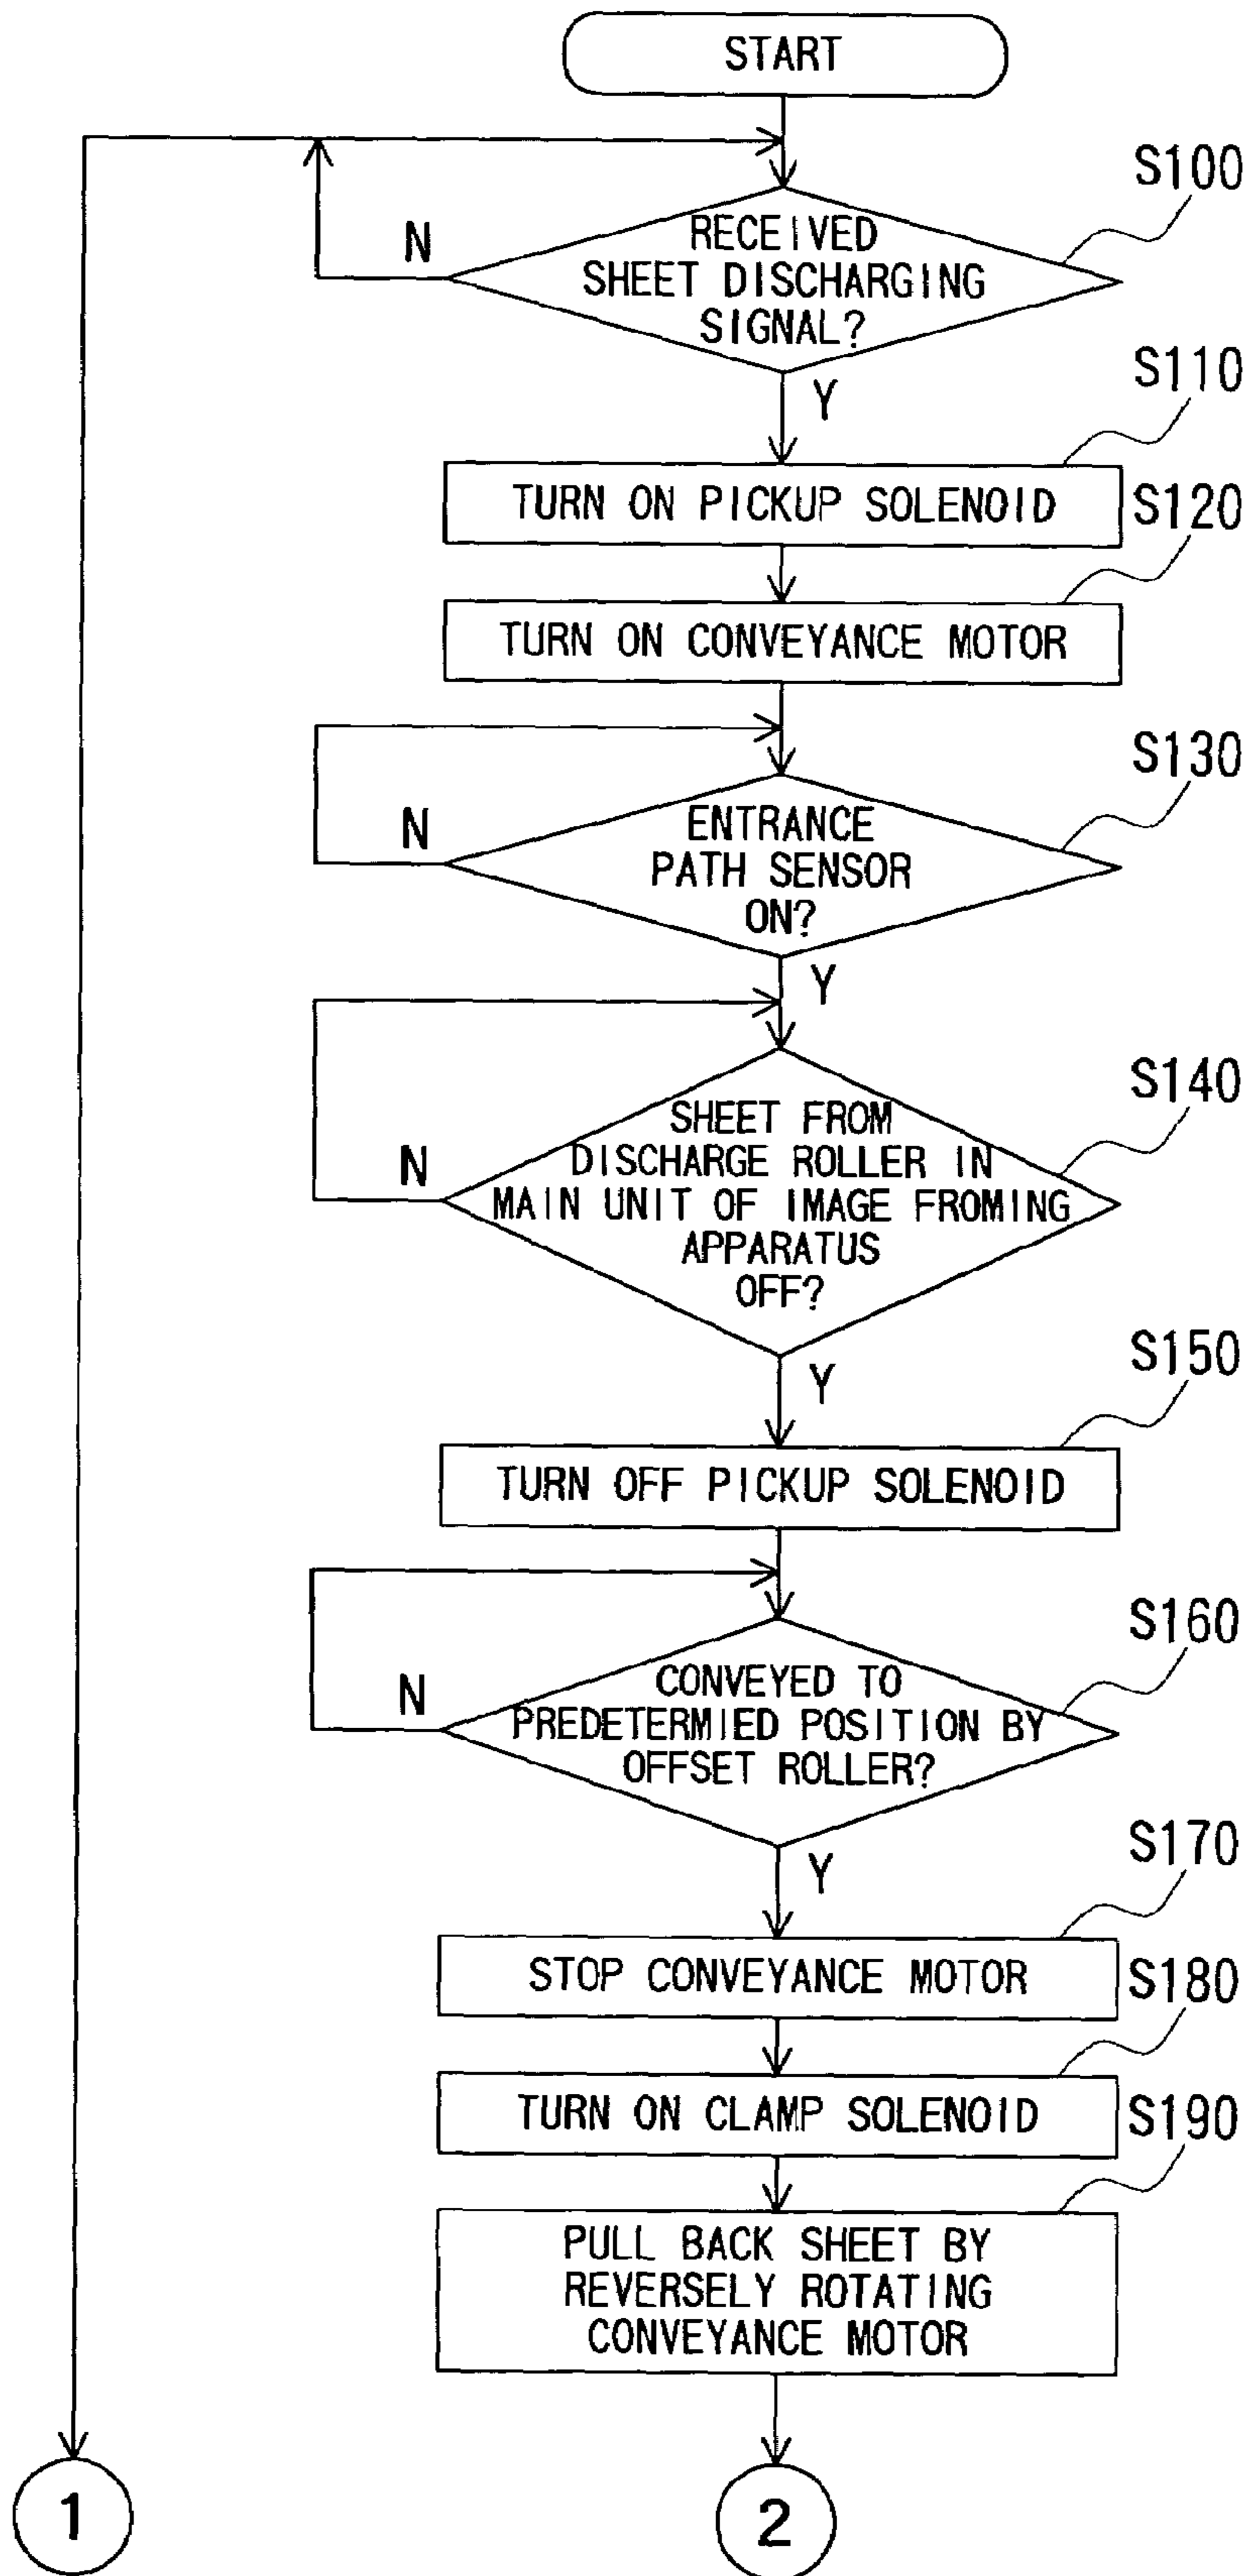 START
S100
N
RECEIVED
SHEET DISCHARGING
SIGNAL?
Y
S110
TURN ON PICKUP SOLENOID
S120
TURN ON CONVEYANCE MOTOR
S130
N
ENTRANCE
PATH SENSOR
ON?
Y
S140
N
SHEET FROM
DISCHARGE ROLLER IN
MAIN UNIT OF IMAGE FROMING
APPARATUS
OFF?
Y
S150
TURN OFF PICKUP SOLENOID
S160
N
CONVEYED TO
PREDETERMIED POSITION BY
OFFSET ROLLER?
Y
S170
STOP CONVEYANCE MOTOR
S180
TURN ON CLAMP SOLENOID
S190
PULL BACK SHEET BY
REVERSELY ROTATING
CONVEYANCE MOTOR
1
2